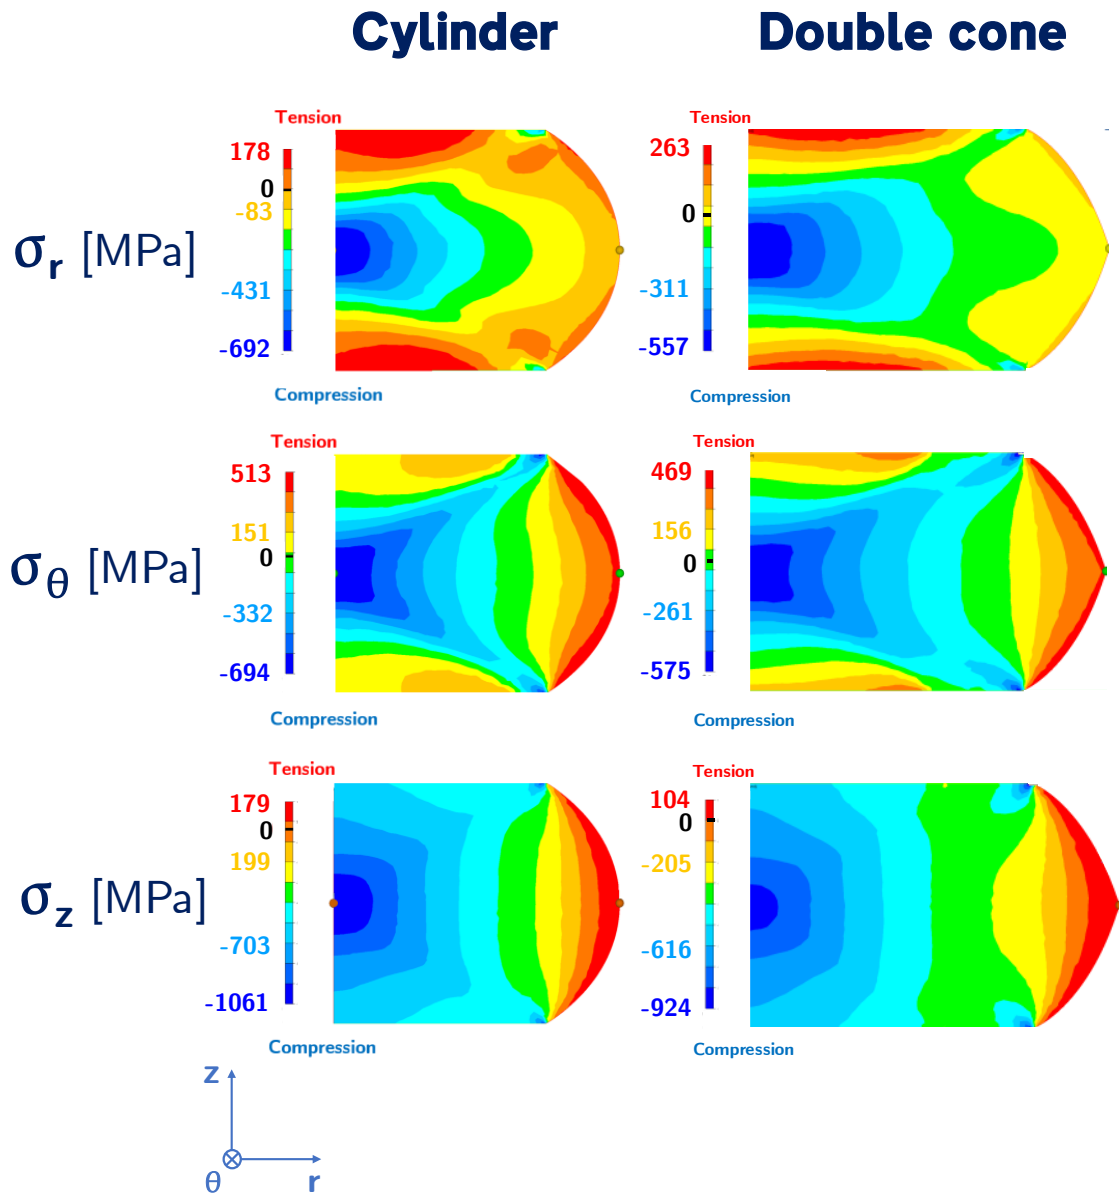 Cylinder
Double cone
Tension
Tension
178
0
-83
-431
-692
263
0
-311
-557
σr [MPa]
Compression
Compression
Tension
Tension
513
151
0
-332
-694
469
156
0
-261
-575
σθ [MPa]
Compression
Compression
Tension
Tension
179
0
199
-703
-1061
104
0
-205
-616
-924
σz [MPa]
Compression
Compression
z
θ
r